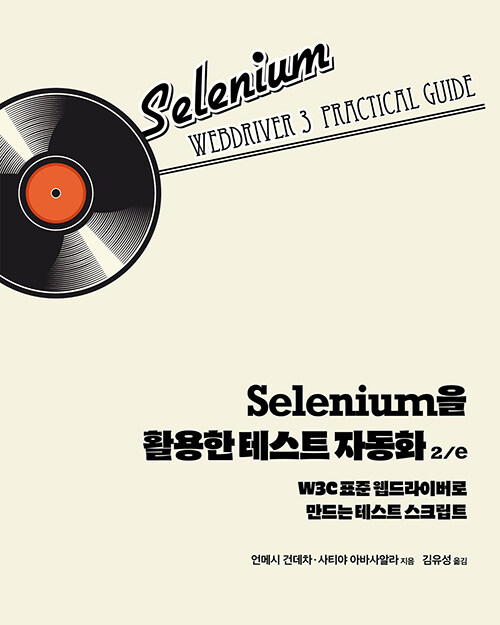 Selenium
WEBDRIVER 3 PRACTICAL GUIDE
Selenium을
활용한 테스트 자동화 2/e
W3C 표준 웹드라이버로
만드는 테스트 스크립트
언메시 건데차 · 사티야 아바사알라 지음 김유성 옮김